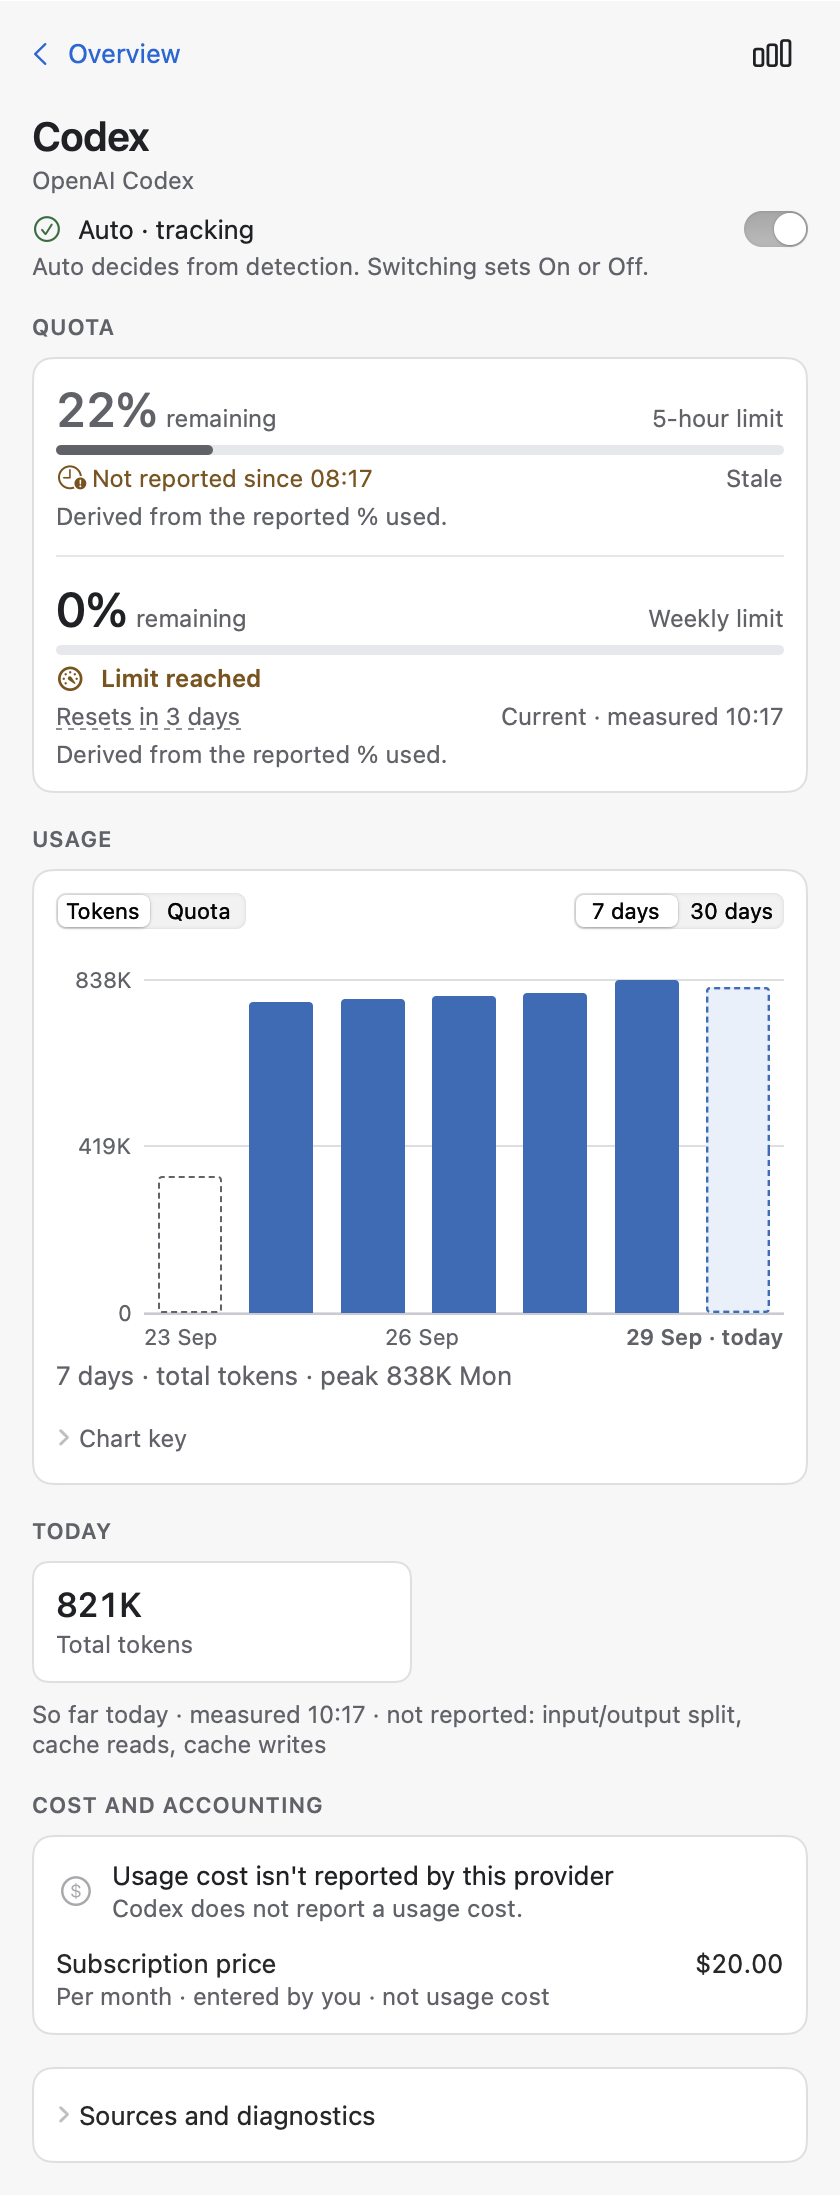 Overview
Codex
OpenAI Codex
Auto · tracking
Auto decides from detection. Switching sets On or Off.
QUOTA
22% remaining 5-hour limit
Not reported since 08:17 Stale
Derived from the reported % used.
0% remaining Weekly limit
Limit reached
Resets in 3 days Current · measured 10:17
Derived from the reported % used.
USAGE
Tokens Quota 7 days 30 days
838K
419K
0
23 Sep 26 Sep 29 Sep · today
7 days · total tokens · peak 838K Mon
Chart key
TODAY
821K
Total tokens
So far today · measured 10:17 · not reported: input/output split,
cache reads, cache writes
COST AND ACCOUNTING
Usage cost isn't reported by this provider
$
Codex does not report a usage cost.
Subscription price $20.00
Per month · entered by you · not usage cost
Sources and diagnostics